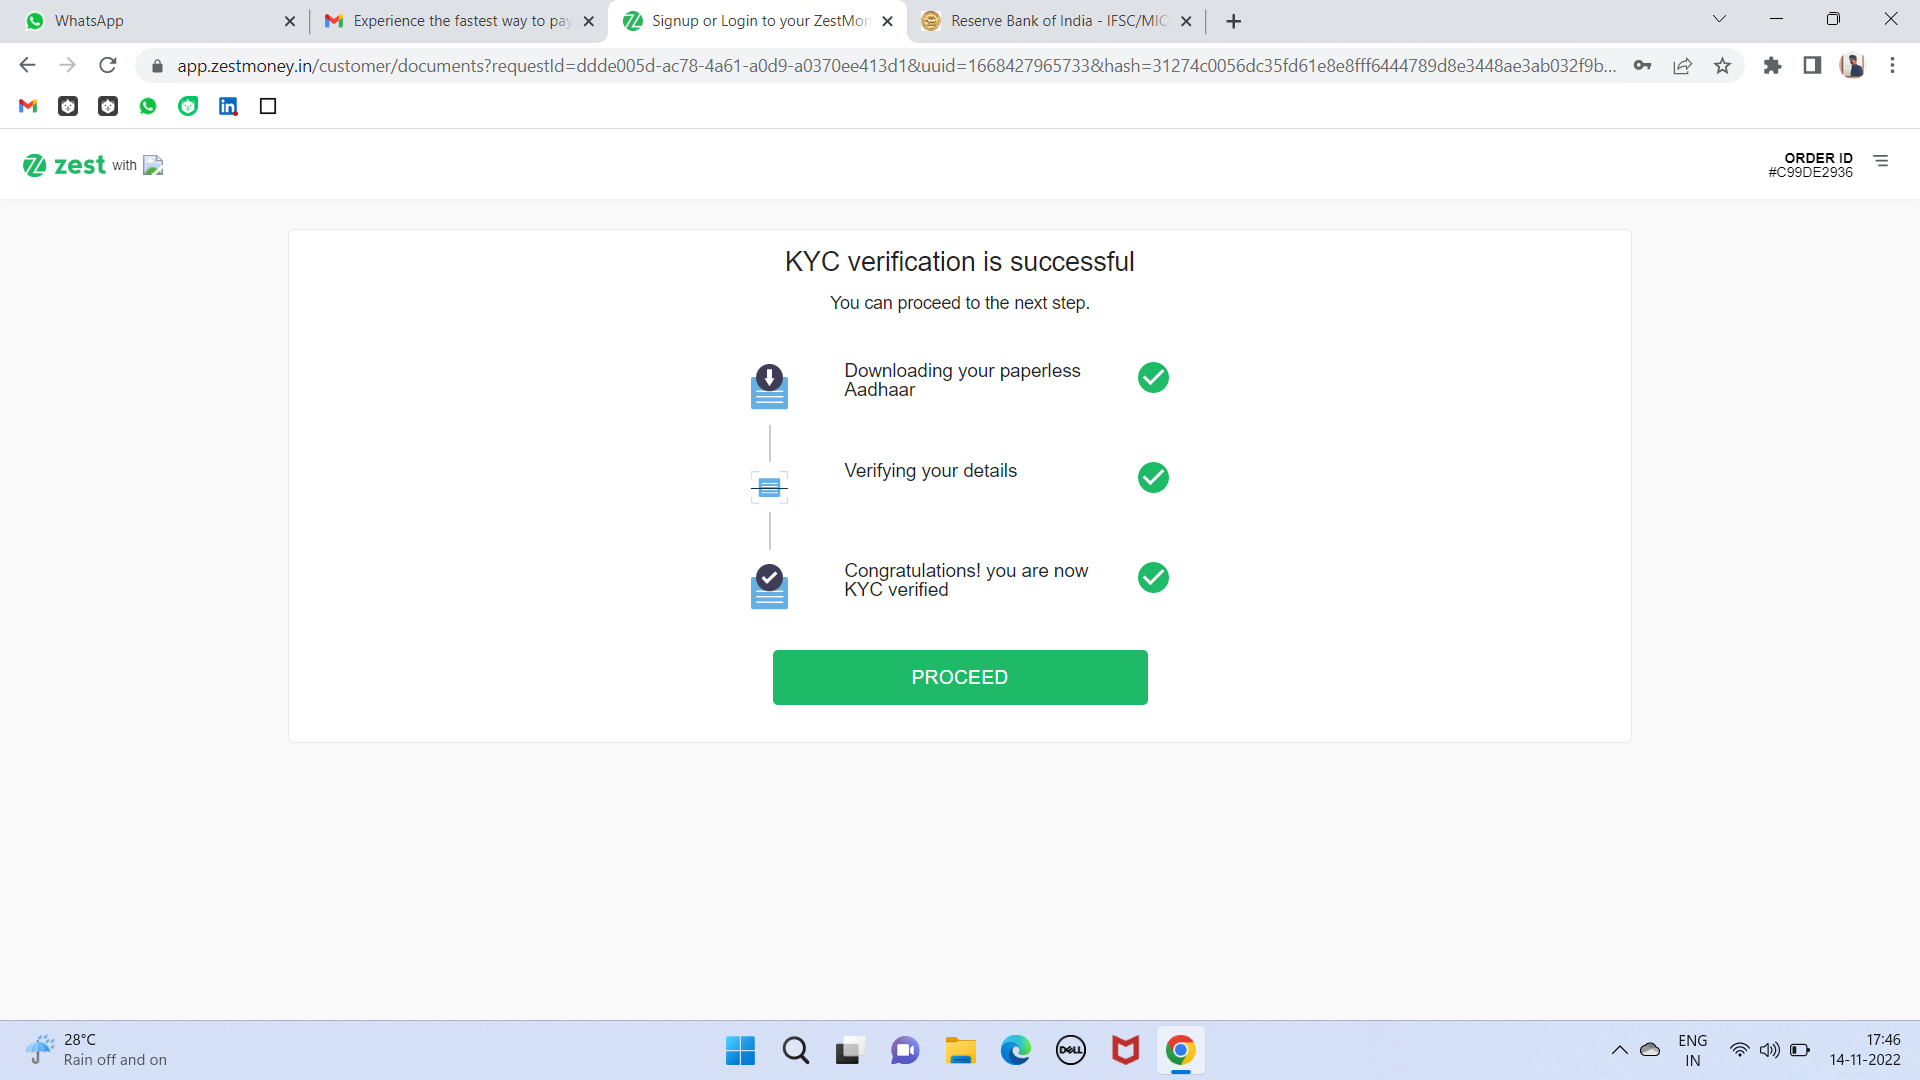 WhatsApp
Experience the fastest way to pay
Signup or Login to your ZestMon
Reserve Bank of India - IFSC/MIC
app.zestmoney.in/customer/documents?requestId=ddde005d-ac78-4a61-a0d9-a0370ee413d1&uuid=1668427965733&hash=31274c0056dc35fd61e8e8fff6444789d8e3448ae3ab032f9b...
zest with
ORDER ID
#C99DE2936
KYC verification is successful
You can proceed to the next step.
Downloading your paperless
Aadhaar
Verifying your details
Congratulations! you are now
KYC verified
PROCEED
28°C
Rain off and on
DELL
ENG
IN
17:46
14-11-2022